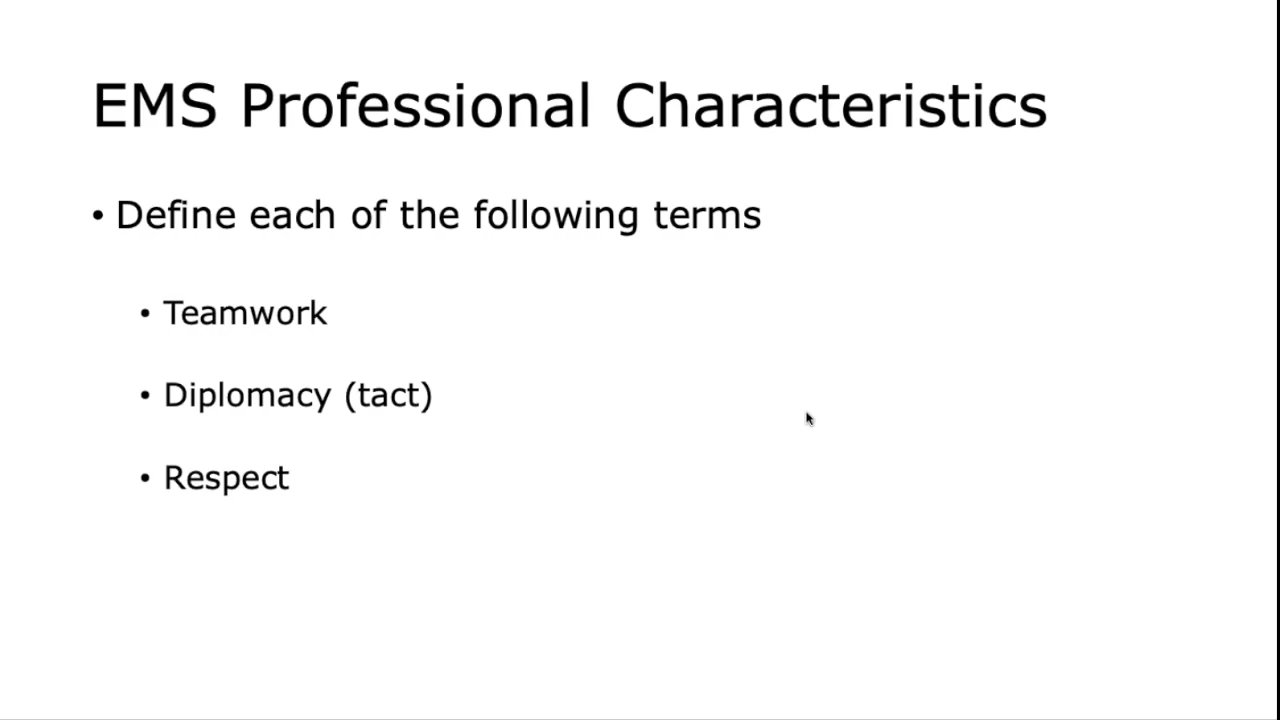 EMS Professional Characteristics
• Define each of the following terms
• Teamwork
• Diplomacy (tact)
• Respect